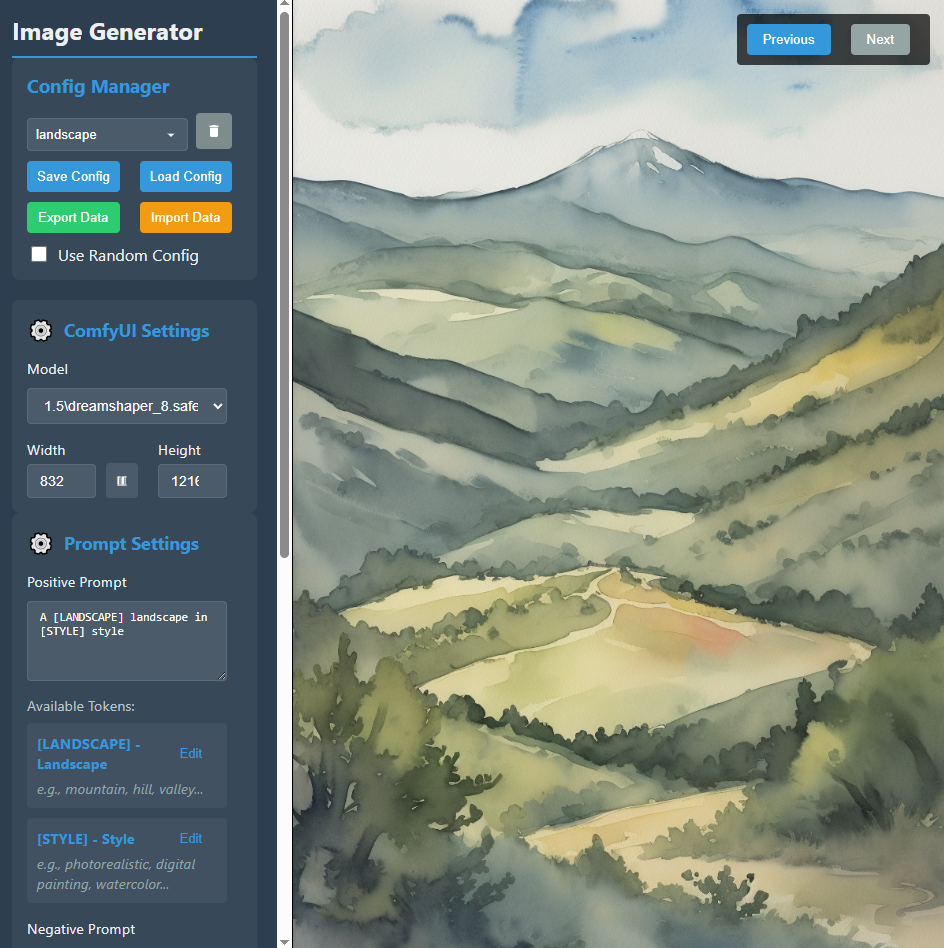 Image Generator
Previous
Next
Config Manager
landscape
Save Config
Load Config
Export Data
Import Data
Use Random Config
ComfyUI Settings
Model
1.5\dreamshaper_8.safe
Width
Height
832
1216
Prompt Settings
Positive Prompt
A [LANDSCAPE] landscape in
[STYLE] style
Available Tokens:
[LANDSCAPE] -
Landscape
Edit
e.g., mountain, hill, valley...
[STYLE] - Style
Edit
e.g., photorealistic, digital
painting, watercolor...
Negative Prompt